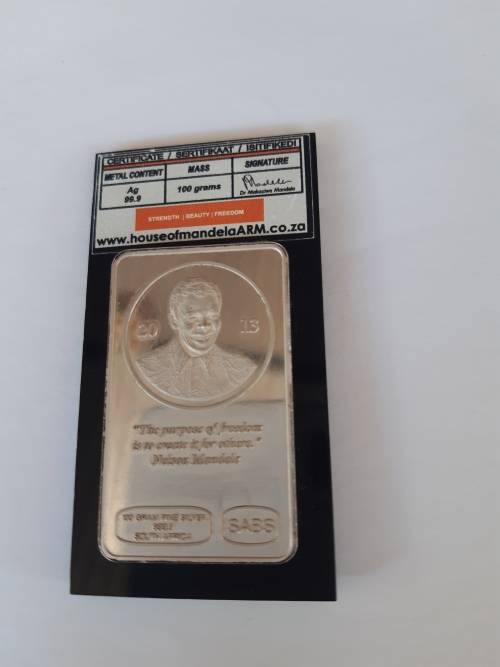 CERTIFICATE / SERTIFIKAAT / ISITIFIKEDI
METAL CONTENT MASS SIGNATURE
Ag 99.9 100 grams Dr Makaziwe Mandela
STRENGTH | BEAUTY | FREEDOM
www.houseofmandelaARM.co.za
20 13
"The purpose of freedom
is to create it for others."
Nelson Mandela
100 GRAM FINE SILVER
999.0
SOUTH AFRICA
SABS